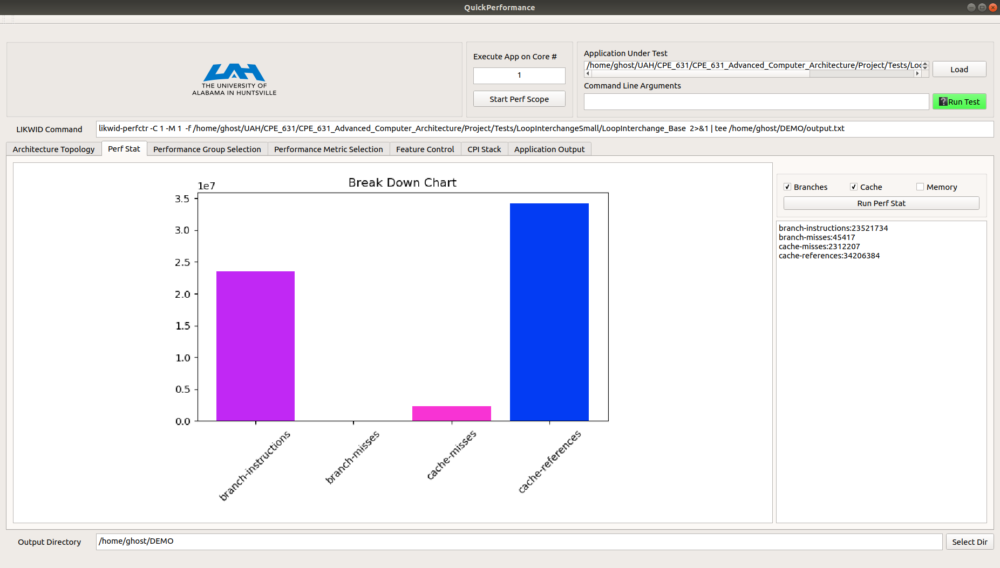 QuickPerformance
THE UNIVERSITY OF
ALABAMA IN HUNTSVILLE
Execute App on Core #
1
Start Perf Scope
Application Under Test
/home/ghost/UAH/CPE_631/CPE_631_Advanced_Computer_Architecture/Project/Tests/Loo
Load
Command Line Arguments
Run Test
LIKWID Command
likwid-perfctr -C 1 -M 1 -f /home/ghost/UAH/CPE_631/CPE_631_Advanced_Computer_Architecture/Project/Tests/LoopInterchangeSmall/LoopInterchange_Base 2>&1 | tee /home/ghost/DEMO/output.txt
Architecture Topology
Perf Stat
Performance Group Selection
Performance Metric Selection
Feature Control
CPI Stack
Application Output
Break Down Chart
1e7
3.5
3.0
2.5
2.0
1.5
1.0
0.5
0.0
branch-instructions
branch-misses
cache-misses
cache-references
Branches
Cache
Memory
Run Perf Stat
branch-instructions:23521734
branch-misses:45417
cache-misses:2312207
cache-references:34206384
Output Directory
/home/ghost/DEMO
Select Dir